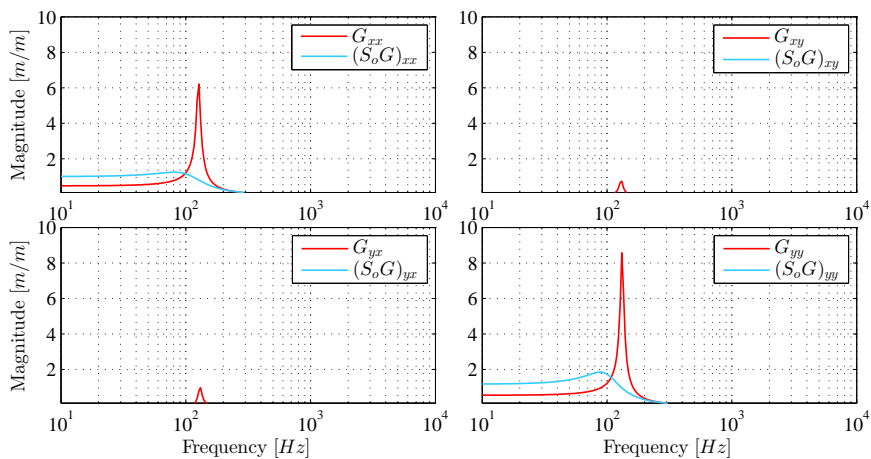 Magnitude [m/m]
10
8
6
4
2
G_xx
(S_oG)_xx
10^1 10^2 10^3 10^4
10
8
6
4
2
G_xy
(S_oG)_xy
10^1 10^2 10^3 10^4
Magnitude [m/m]
10
8
6
4
2
G_yx
(S_oG)_yx
10^1 10^2 10^3 10^4
Frequency [Hz]
10
8
6
4
2
G_yy
(S_oG)_yy
10^1 10^2 10^3 10^4
Frequency [Hz]